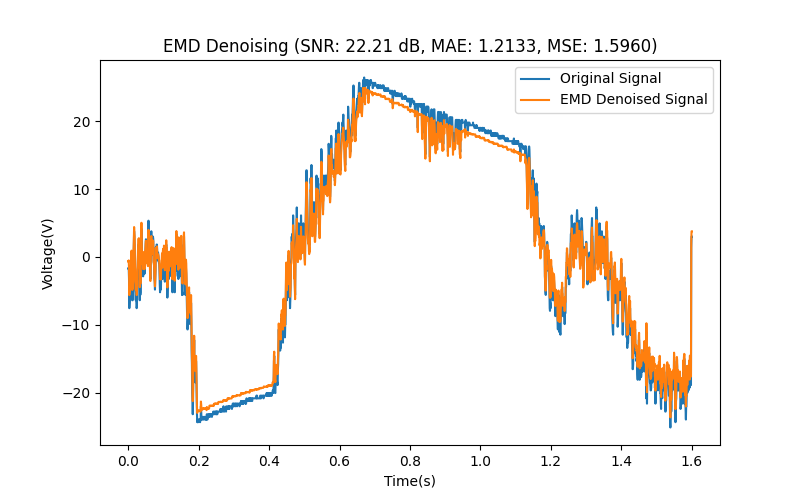 EMD Denoising (SNR: 22.21 dB, MAE: 1.2133, MSE: 1.5960)
Original Signal
EMD Denoised Signal
Voltage(V)
20
10
0
−10
−20
0.0 0.2 0.4 0.6 0.8 1.0 1.2 1.4 1.6
Time(s)